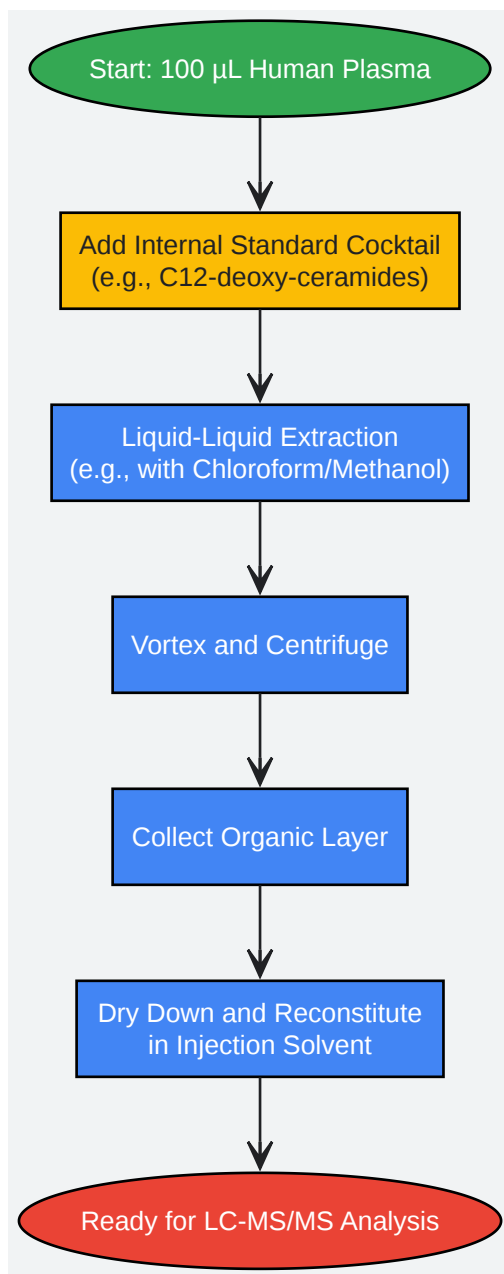 Start: 100 µL Human Plasma
Add Internal Standard Cocktail
(e.g., C12-deoxy-ceramides)
Liquid-Liquid Extraction
(e.g., with Chloroform/Methanol)
Vortex and Centrifuge
Collect Organic Layer
Dry Down and Reconstitute
in Injection Solvent
Ready for LC-MS/MS Analysis